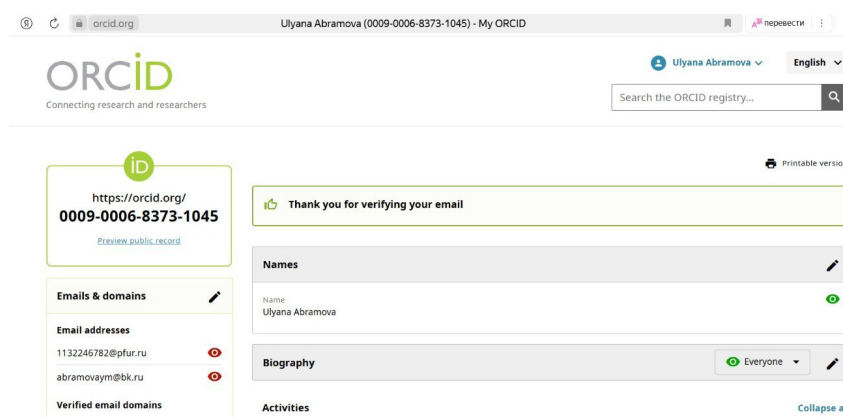 orcid.org
Ulyana Abramova (0009-0006-8373-1045) - My ORCID
перевести
ORCID
Connecting research and researchers
Ulyana Abramova
English
Search the ORCID registry...
Printable versio
iD
https://orcid.org/
0009-0006-8373-1045
Preview public record
Thank you for verifying your email
Names
Name
Ulyana Abramova
Emails & domains
Email addresses
1132246782@pfur.ru
abramovaym@bk.ru
Verified email domains
Biography
Everyone
Activities
Collapse a